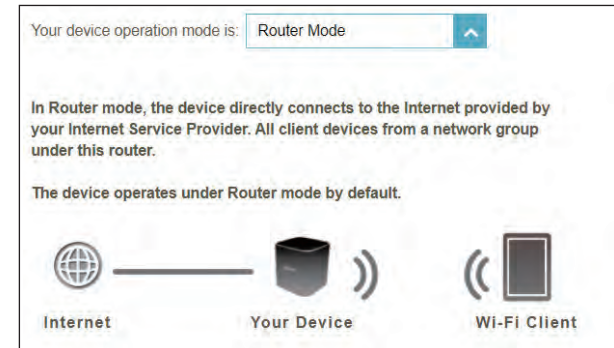 Your device operation mode is: Router Mode
In Router mode, the device directly connects to the Internet provided by
your Internet Service Provider. All client devices from a network group
under this router.
The device operates under Router mode by default.
Internet Your Device Wi-Fi Client